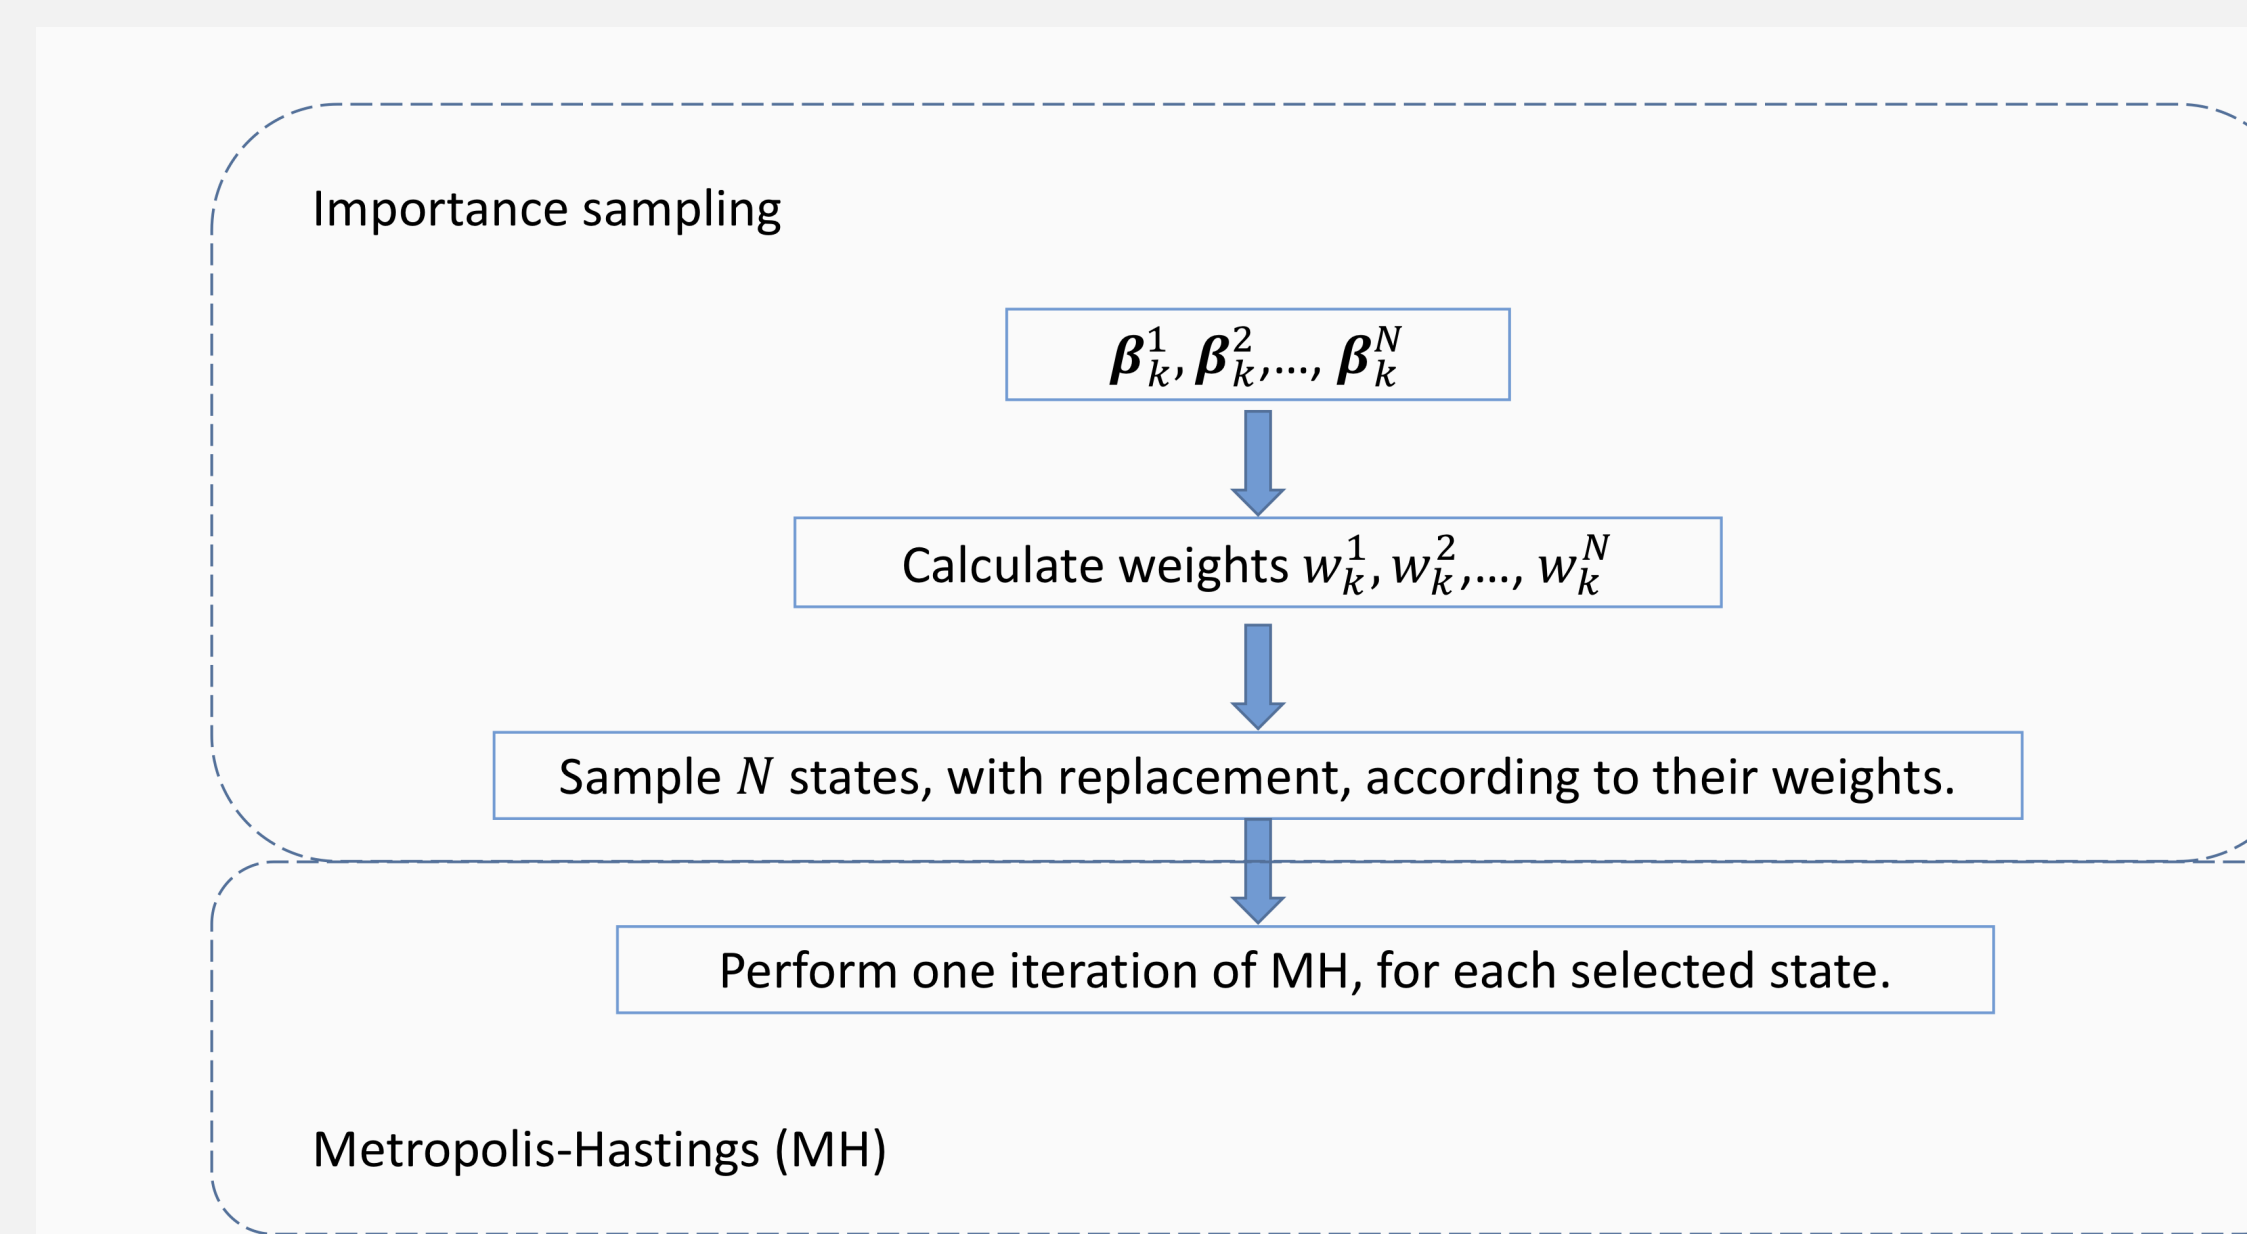 Importance sampling
𝜷_k^1, 𝜷_k^2,..., 𝜷_k^N
Calculate weights w_k^1, w_k^2,..., w_k^N
Sample N states, with replacement, according to their weights.
Perform one iteration of MH, for each selected state.
Metropolis-Hastings (MH)